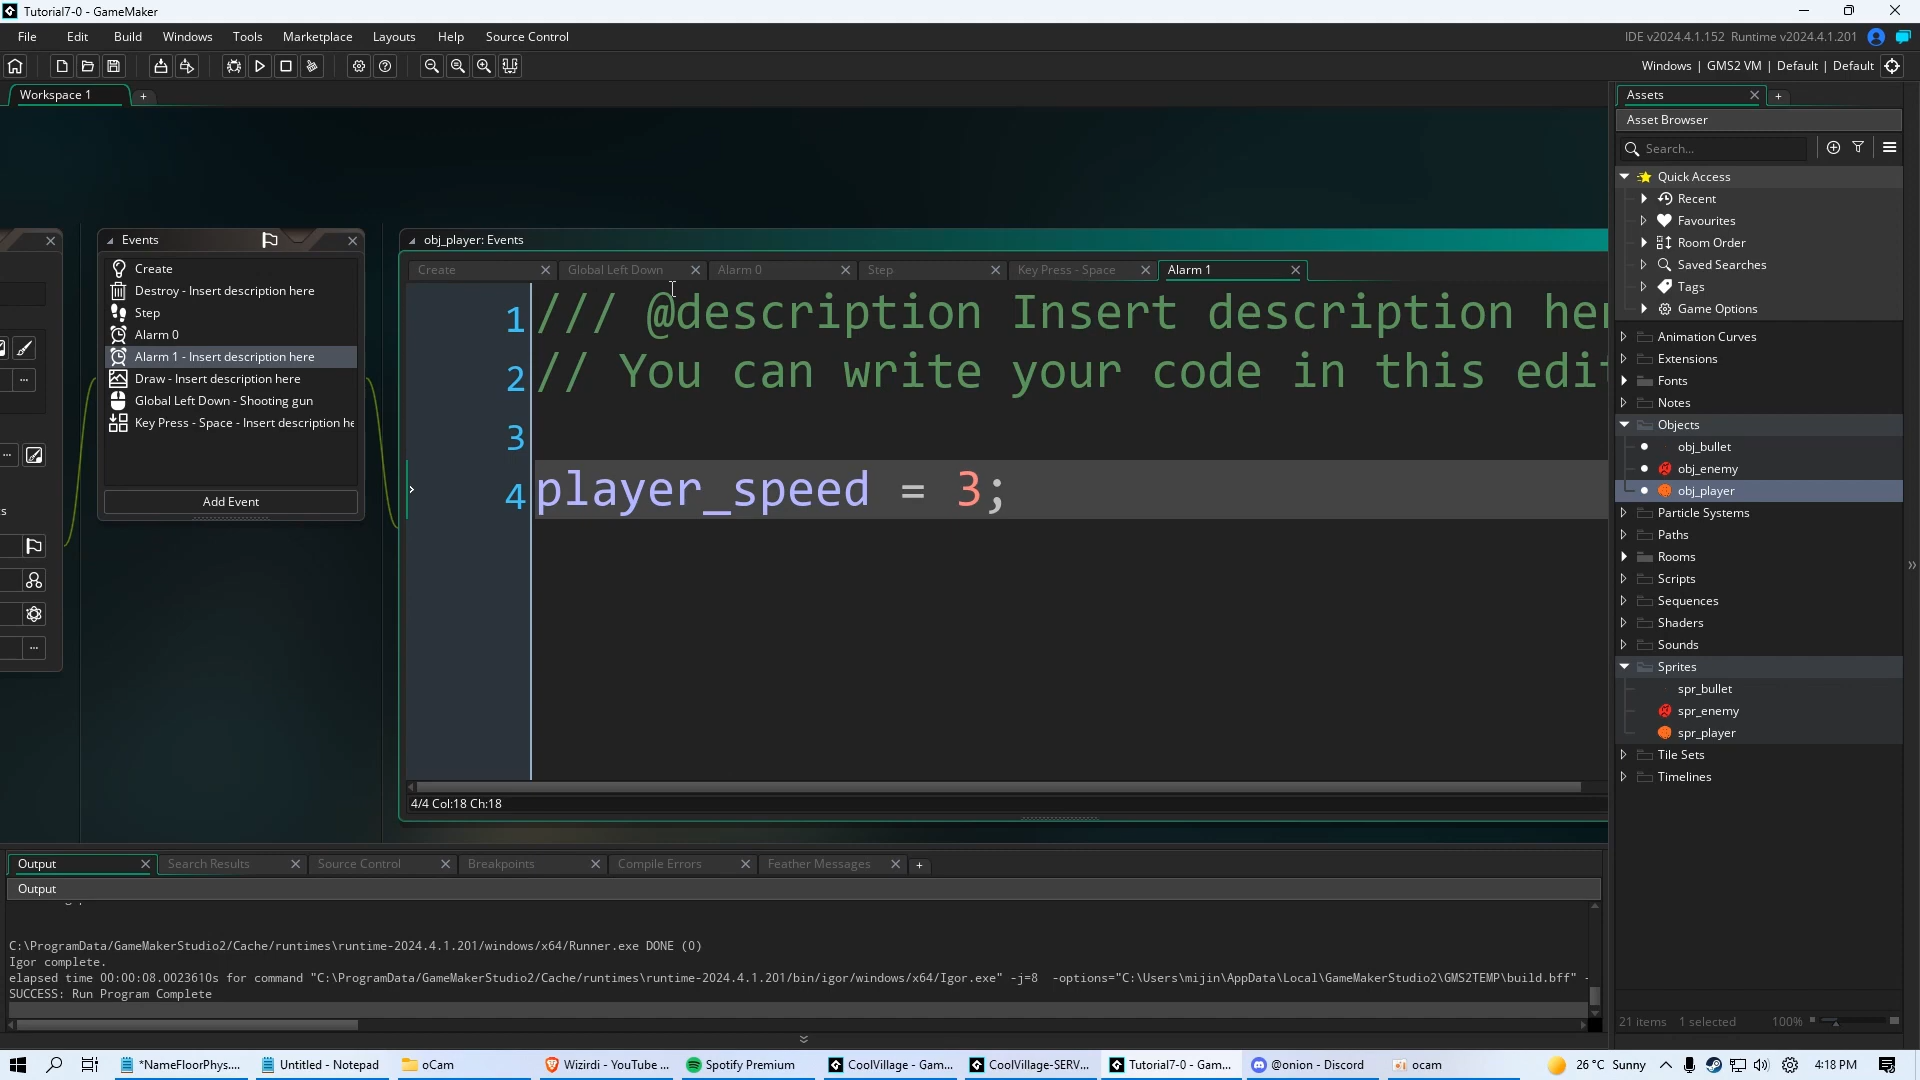 Tutorial7-0 - GameMaker
File Edit Build Windows Tools Marketplace Layouts Help Source Control
IDE v2024.4.1.152 Runtime v2024.4.1.201
Windows | GMS2 VM | Default | Default
Workspace 1
Assets
Asset Browser
Search...
Quick Access
Recent
Favourites
Room Order
Saved Searches
Tags
Game Options
Animation Curves
Extensions
Fonts
Notes
Objects
obj_bullet
obj_enemy
obj_player
Particle Systems
Paths
Rooms
Scripts
Sequences
Shaders
Sounds
Sprites
spr_bullet
spr_enemy
spr_player
Tile Sets
Timelines
21 items 1 selected 100%
Events
Create
Destroy - Insert description here
Step
Alarm 0
Alarm 1 - Insert description here
Draw - Insert description here
Global Left Down - Shooting gun
Key Press - Space - Insert description he
Add Event
obj_player: Events
Create Global Left Down Alarm 0 Step Key Press - Space Alarm 1
1 /// @description Insert description her
2 // You can write your code in this edit
3
4 player_speed = 3;
4/4 Col:18 Ch:18
Output Search Results Source Control Breakpoints Compile Errors Feather Messages
Output
C:\ProgramData/GameMakerStudio2/Cache/runtimes\runtime-2024.4.1.201/windows/x64/Runner.exe DONE (0)
Igor complete.
elapsed time 00:00:08.0023610s for command "C:\ProgramData/GameMakerStudio2/Cache/runtimes\runtime-2024.4.1.201/bin/igor/windows/x64/Igor.exe" -j=8 -options="C:\Users\mijin\AppData\Local\GameMakerStudio2\GMS2TEMP\build.bff" -
SUCCESS: Run Program Complete
*NameFloorPhys.... Untitled - Notepad oCam Wizirdi - YouTube ... Spotify Premium CoolVillage - Gam... CoolVillage-SERV... Tutorial7-0 - Gam... @onion - Discord ocam 26°C Sunny 4:18 PM